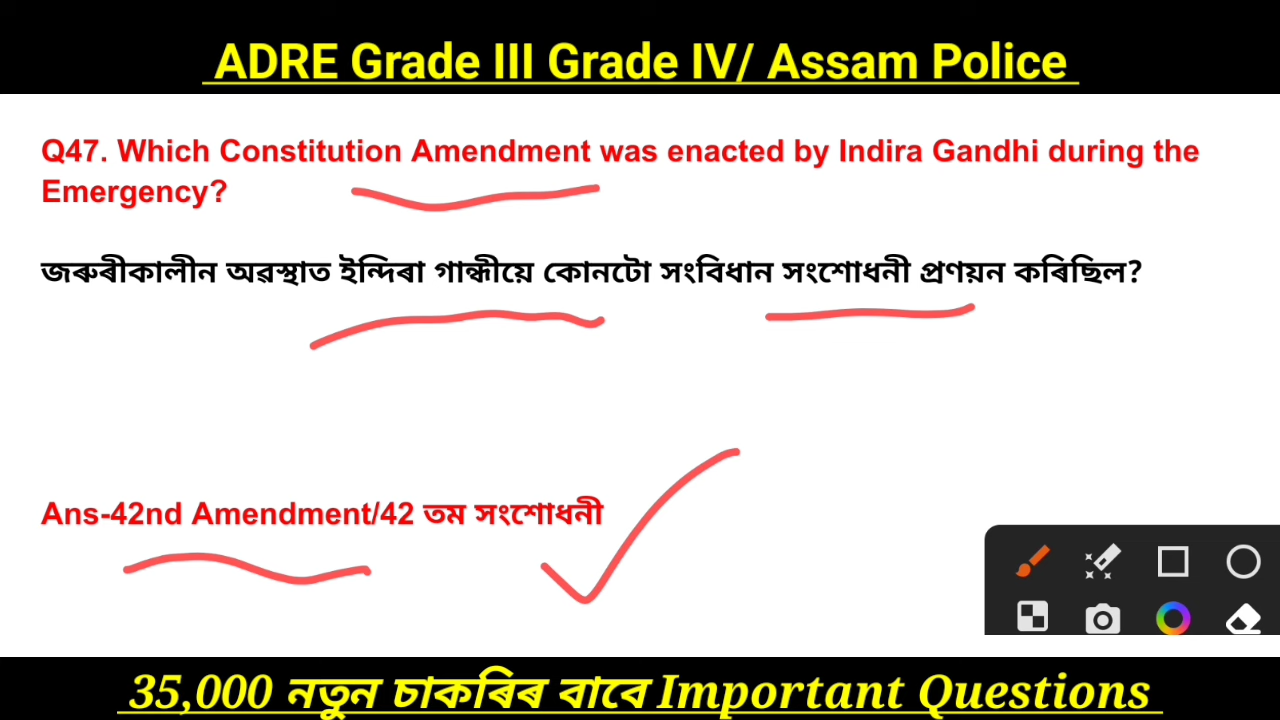 ADRE Grade III Grade IV/ Assam Police
Q47. Which Constitution Amendment was enacted by Indira Gandhi during the
Emergency?
জৰুৰীকালীন অৱস্থাত ইন্দিৰা গান্ধীয়ে কোনটো সংবিধান সংশোধনী প্ৰণয়ন কৰিছিল?
Ans-42nd Amendment/42 তম সংশোধনী
35,000 নতুন চাকৰিৰ বাবে Important Questions